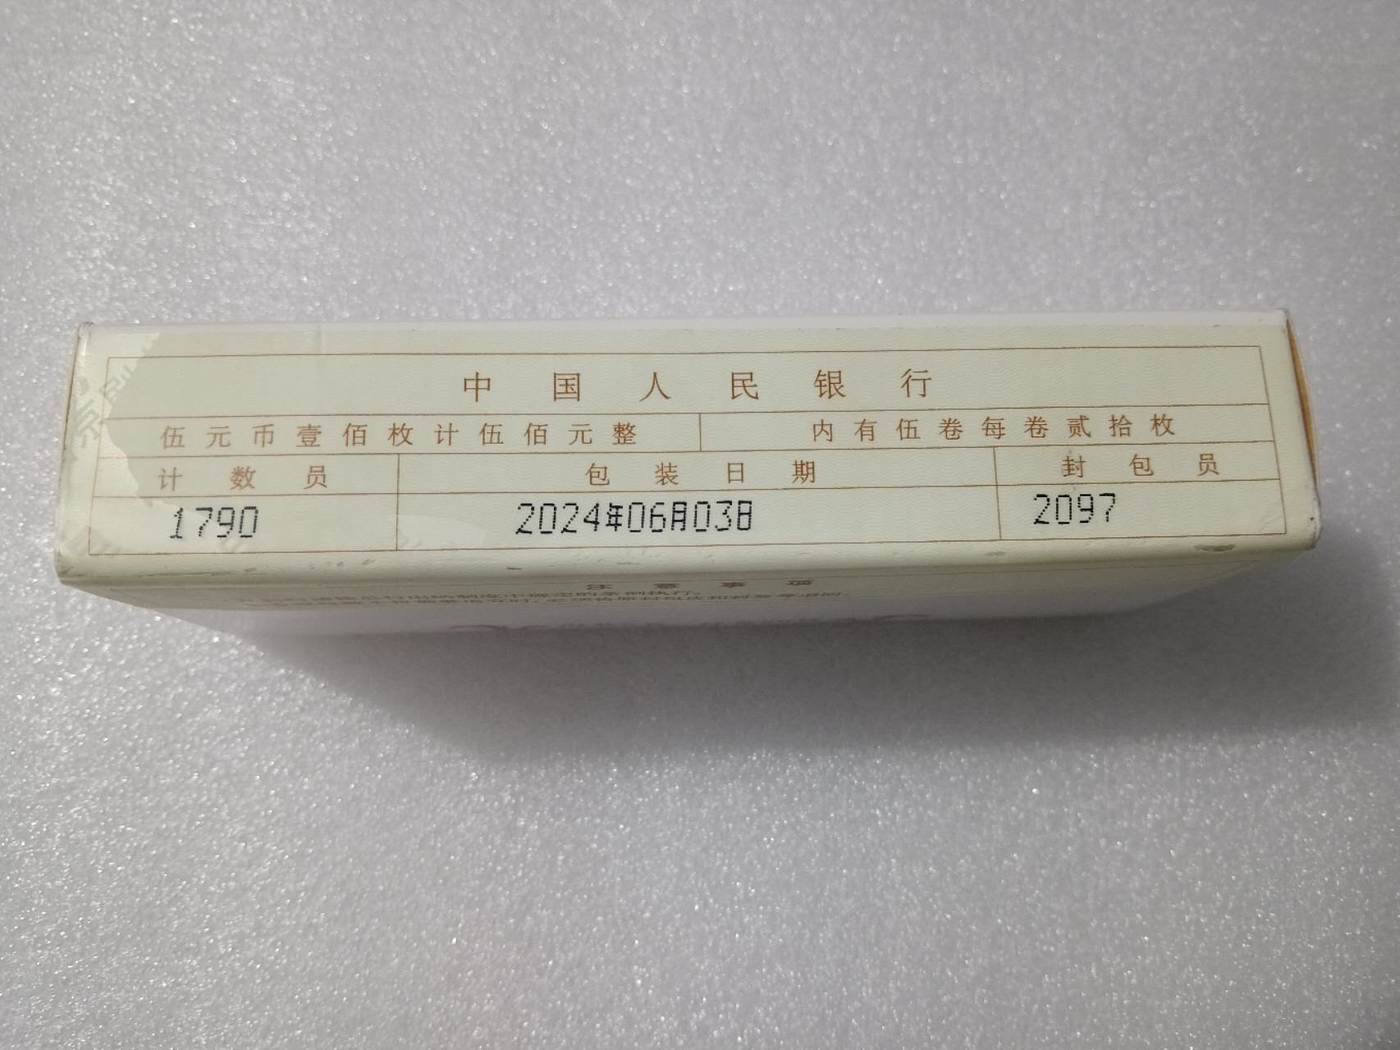 中国人民银行
伍元币壹佰枚计伍佰元整 内有伍卷每卷贰拾枚
计数员 包装日期 封包员
1790 2024年06月03日 2097
注意事项